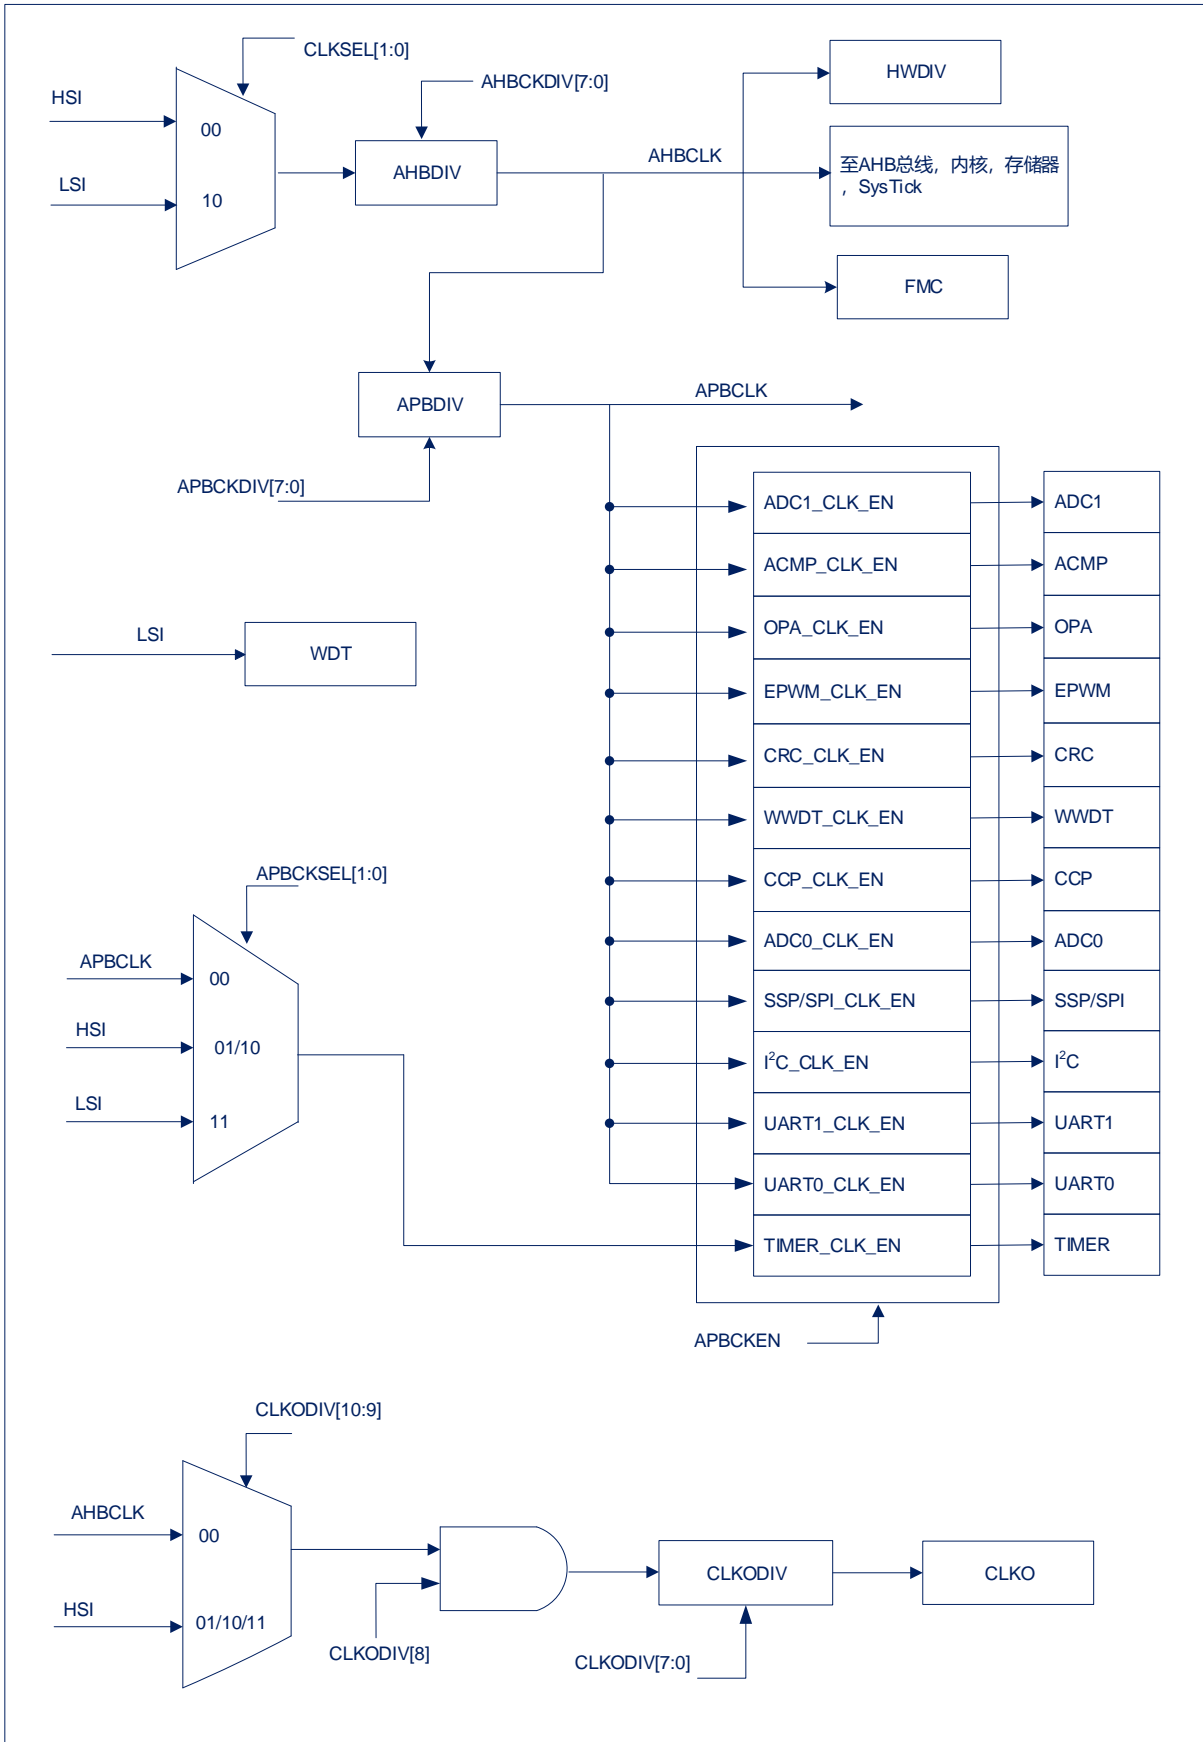 CLKSEL[1:0]
HSI
00
LSI
10
AHBCKDIV[7:0]
AHBDIV
AHBCLK
HWDIV
至AHB总线，内核，存储器
，SysTick
FMC
APBDIV
APBCLK
APBCKDIV[7:0]
LSI
WDT
ADC1_CLK_EN
ADC1
ACMP_CLK_EN
ACMP
OPA_CLK_EN
OPA
EPWM_CLK_EN
EPWM
CRC_CLK_EN
CRC
WWDT_CLK_EN
WWDT
CCP_CLK_EN
CCP
ADC0_CLK_EN
ADC0
SSP/SPI_CLK_EN
SSP/SPI
I²C_CLK_EN
I²C
UART1_CLK_EN
UART1
UART0_CLK_EN
UART0
TIMER_CLK_EN
TIMER
APBCKEN
APBCKSEL[1:0]
APBCLK
00
HSI
01/10
LSI
11
CLKODIV[10:9]
AHBCLK
00
HSI
01/10/11
CLKODIV[8]
CLKODIV
CLKODIV[7:0]
CLKO